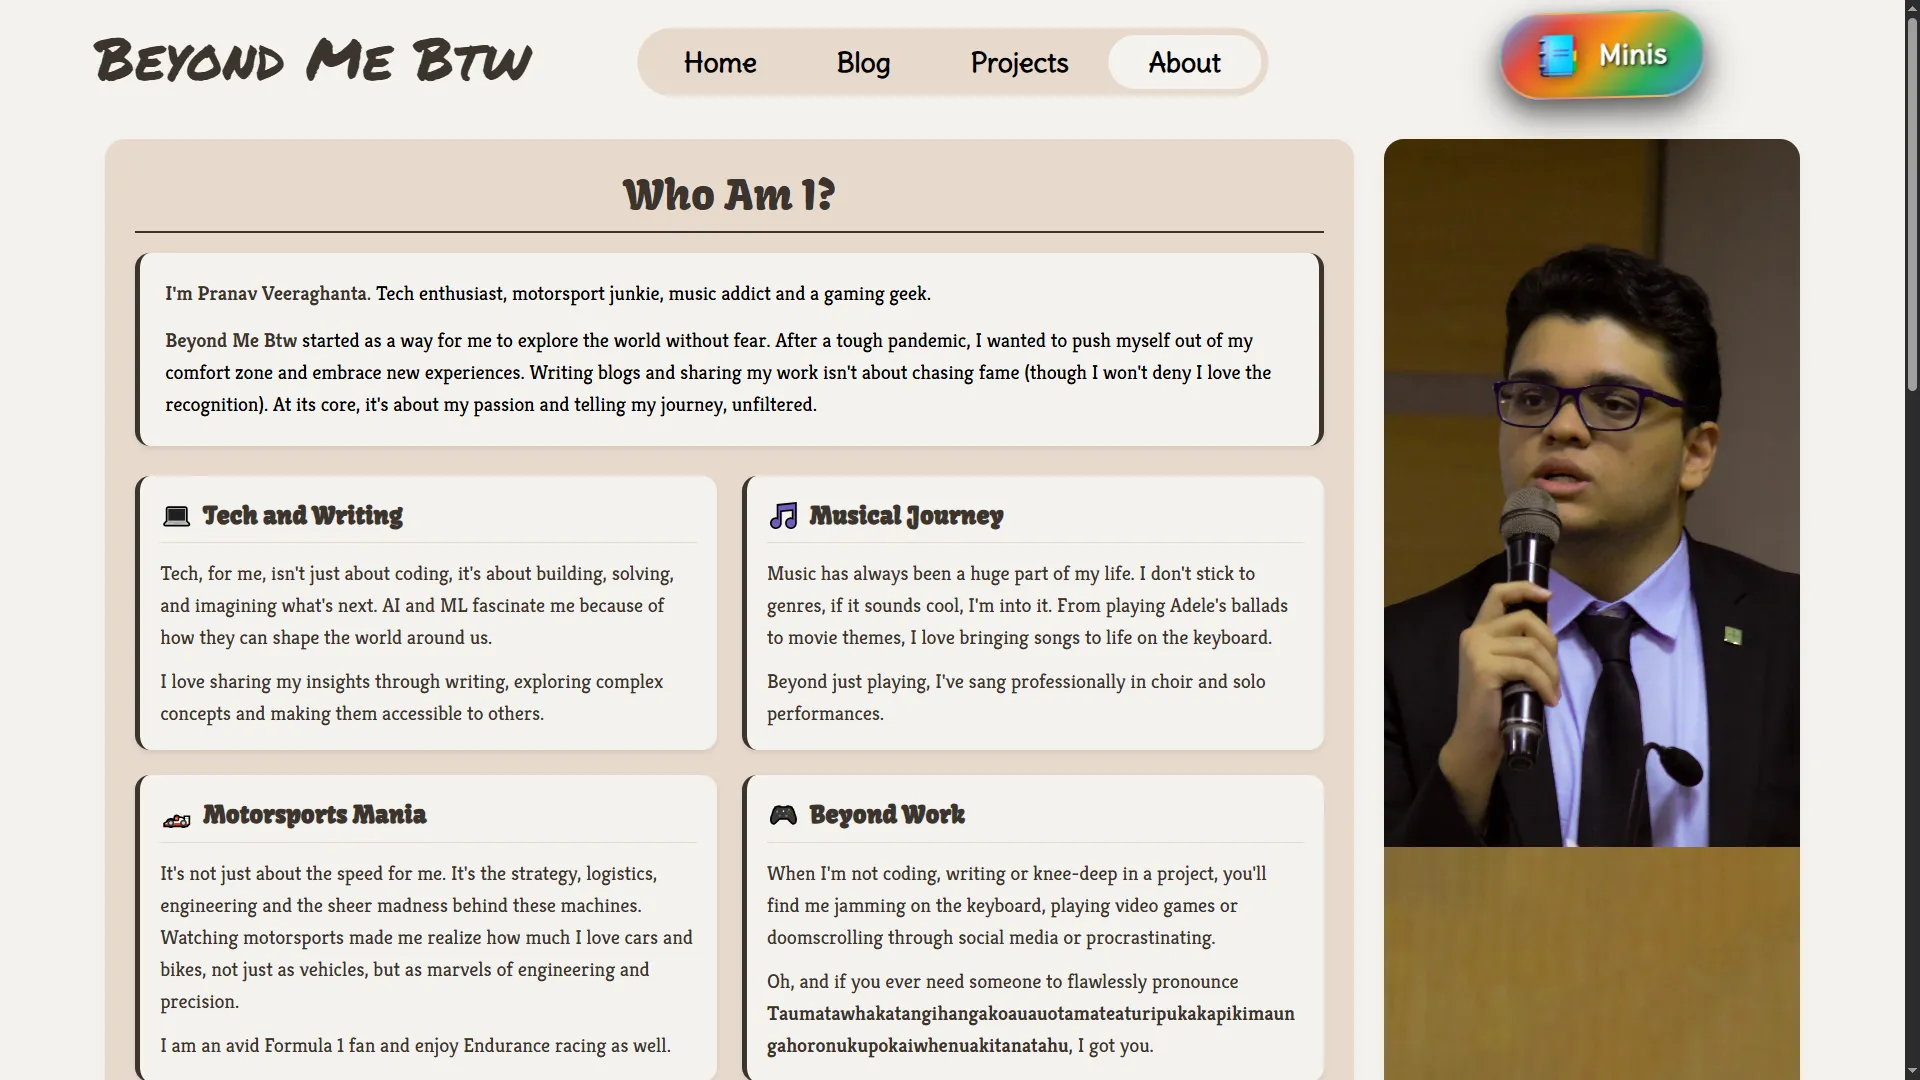 Beyond Me Btw
Home
Blog
Projects
About
Minis
Who Am I?
I'm Pranav Veeraghanta. Tech enthusiast, motorsport junkie, music addict and a gaming geek.
Beyond Me Btw started as a way for me to explore the world without fear. After a tough pandemic, I wanted to push myself out of my
comfort zone and embrace new experiences. Writing blogs and sharing my work isn't about chasing fame (though I won't deny I love the
recognition). At its core, it's about my passion and telling my journey, unfiltered.
Tech and Writing
Tech, for me, isn't just about coding, it's about building, solving,
and imagining what's next. AI and ML fascinate me because of
how they can shape the world around us.
I love sharing my insights through writing, exploring complex
concepts and making them accessible to others.
Musical Journey
Music has always been a huge part of my life. I don't stick to
genres, if it sounds cool, I'm into it. From playing Adele's ballads
to movie themes, I love bringing songs to life on the keyboard.
Beyond just playing, I've sang professionally in choir and solo
performances.
Motorsports Mania
It's not just about the speed for me. It's the strategy, logistics,
engineering and the sheer madness behind these machines.
Watching motorsports made me realize how much I love cars and
bikes, not just as vehicles, but as marvels of engineering and
precision.
I am an avid Formula 1 fan and enjoy Endurance racing as well.
Beyond Work
When I'm not coding, writing or knee-deep in a project, you'll
find me jamming on the keyboard, playing video games or
doomscrolling through social media or procrastinating.
Oh, and if you ever need someone to flawlessly pronounce
Taumatawhakatangihangakoauauotamateaturipukakapikimaun
gahoronukupokaiwhenuakitanatahu, I got you.